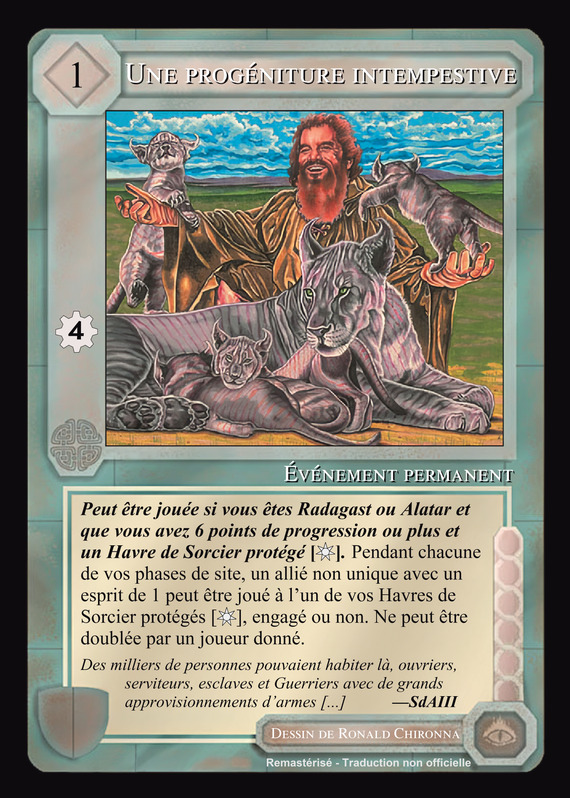 1
Une progéniture intempestive
4
Événement permanent
Peut être jouée si vous êtes Radagast ou Alatar et
que vous avez 6 points de progression ou plus et
un Havre de Sorcier protégé []. Pendant chacune
de vos phases de site, un allié non unique avec un
esprit de 1 peut être joué à l’un de vos Havres de
Sorcier protégés [], engagé ou non. Ne peut être
doublée par un joueur donné.
Des milliers de personnes pouvaient habiter là, ouvriers,
serviteurs, esclaves et Guerriers avec de grands
approvisionnements d’armes [...] —SdAIII
Dessin de Ronald Chironna
Remastérisé - Traduction non officielle